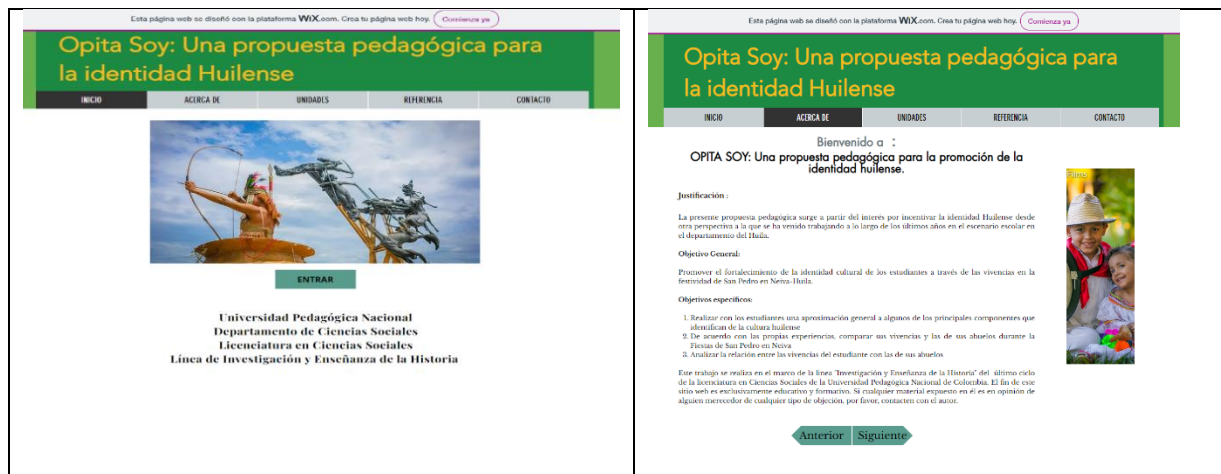 Esta página web se diseñó con la plataforma WiX.com. Crea tu página web hoy. Comienza ya
Opita Soy: Una propuesta pedagógica para
la identidad Huilense
INICIO ACERCA DE UNIDADES REFERENCIA CONTACTO
ENTRAR
Universidad Pedagógica Nacional
Departamento de Ciencias Sociales
Licenciatura en Ciencias Sociales
Línea de Investigación y Enseñanza de la Historia
Esta página web se diseñó con la plataforma WiX.com. Crea tu página web hoy. Comienza ya
Opita Soy: Una propuesta pedagógica para
la identidad Huilense
INICIO ACERCA DE UNIDADES REFERENCIA CONTACTO
Bienvenido a :
OPITA SOY: Una propuesta pedagógica para la promoción de la
identidad huilense.
Justificación :
La presente propuesta pedagógica surge a partir del interés por incentivar la identidad Huilense desde
otra perspectiva a la que se ha venido trabajando a lo largo de los últimos años en el escenario escolar en
el departamento del Huila.
Objetivo General:
Promover el fortalecimiento de la identidad cultural de los estudiantes a través de las vivencias en la
festividad de San Pedro en Neiva-Huila.
Objetivos específicos:
1. Realizar con los estudiantes una aproximación general a algunos de los principales componentes que
identifican de la cultura huilense
2. De acuerdo con las propias experiencias, comparar sus vivencias y las de sus abuelos durante la
Fiestas de San Pedro en Neiva
3. Analizar la relación entre las vivencias del estudiante con las de sus abuelos
Este trabajo se realiza en el marco de la línea "Investigación y Enseñanza de la Historia" del último ciclo
de la licenciatura en Ciencias Sociales de la Universidad Pedagógica Nacional de Colombia. El fin de este
sitio web es exclusivamente educativo y formativo. Si cualquier material expuesto en él es en opinión de
alguien merecedor de cualquier tipo de objeción, por favor, contacten con el autor.
Anterior Siguiente